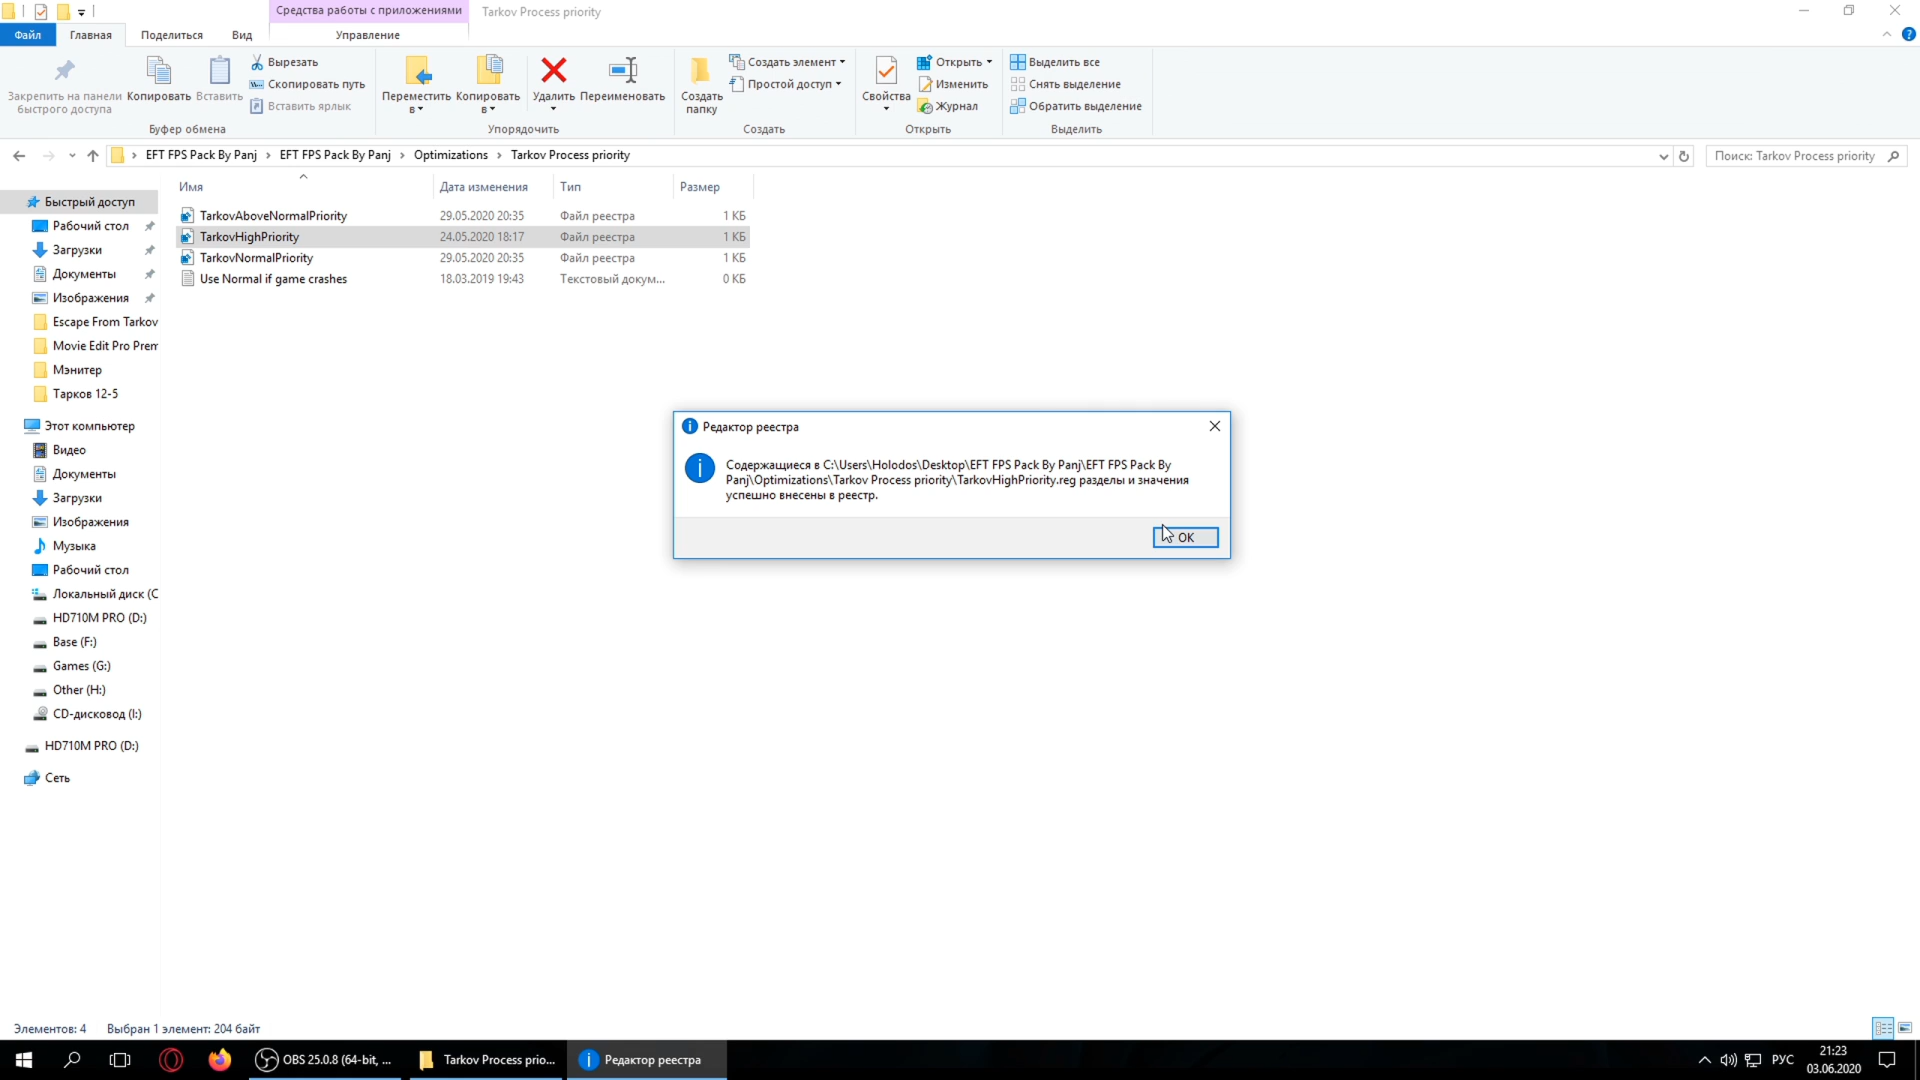 Средства работы с приложениями
Tarkov Process priority
Файл
Главная
Поделиться
Вид
Управление
Закрепить на панели
быстрого доступа
Копировать
Вставить
Вырезать
Скопировать путь
Вставить ярлык
Буфер обмена
Переместить
в
Копировать
в
Удалить
Переименовать
Упорядочить
Создать
папку
Создать элемент
Простой доступ
Создать
Свойства
Открыть
Изменить
Журнал
Открыть
Выделить все
Снять выделение
Обратить выделение
Выделить
EFT FPS Pack By Panj
EFT FPS Pack By Panj
Optimizations
Tarkov Process priority
Поиск: Tarkov Process priority
Имя
Дата изменения
Тип
Размер
TarkovAboveNormalPriority 29.05.2020 20:35 Файл реестра 1 КБ
TarkovHighPriority 24.05.2020 18:17 Файл реестра 1 КБ
TarkovNormalPriority 29.05.2020 20:35 Файл реестра 1 КБ
Use Normal if game crashes 18.03.2019 19:43 Текстовый докум... 0 КБ
Быстрый доступ
Рабочий стол
Загрузки
Документы
Изображения
Escape From Tarkov
Movie Edit Pro Prem
Мэнитер
Тарков 12-5
Этот компьютер
Видео
Документы
Загрузки
Изображения
Музыка
Рабочий стол
Локальный диск (C
HD710M PRO (D:)
Base (F:)
Games (G:)
Other (H:)
CD-дисковод (I:)
HD710M PRO (D:)
Сеть
Редактор реестра
Содержащиеся в C:\Users\Holodos\Desktop\EFT FPS Pack By Panj\EFT FPS Pack By
Panj\Optimizations\Tarkov Process priority\TarkovHighPriority.reg разделы и значения
успешно внесены в реестр.
OK
Элементов: 4
Выбран 1 элемент: 204 байт
OBS 25.0.8 (64-bit, ...
Tarkov Process prio...
Редактор реестра
РУС
21:23
03.06.2020